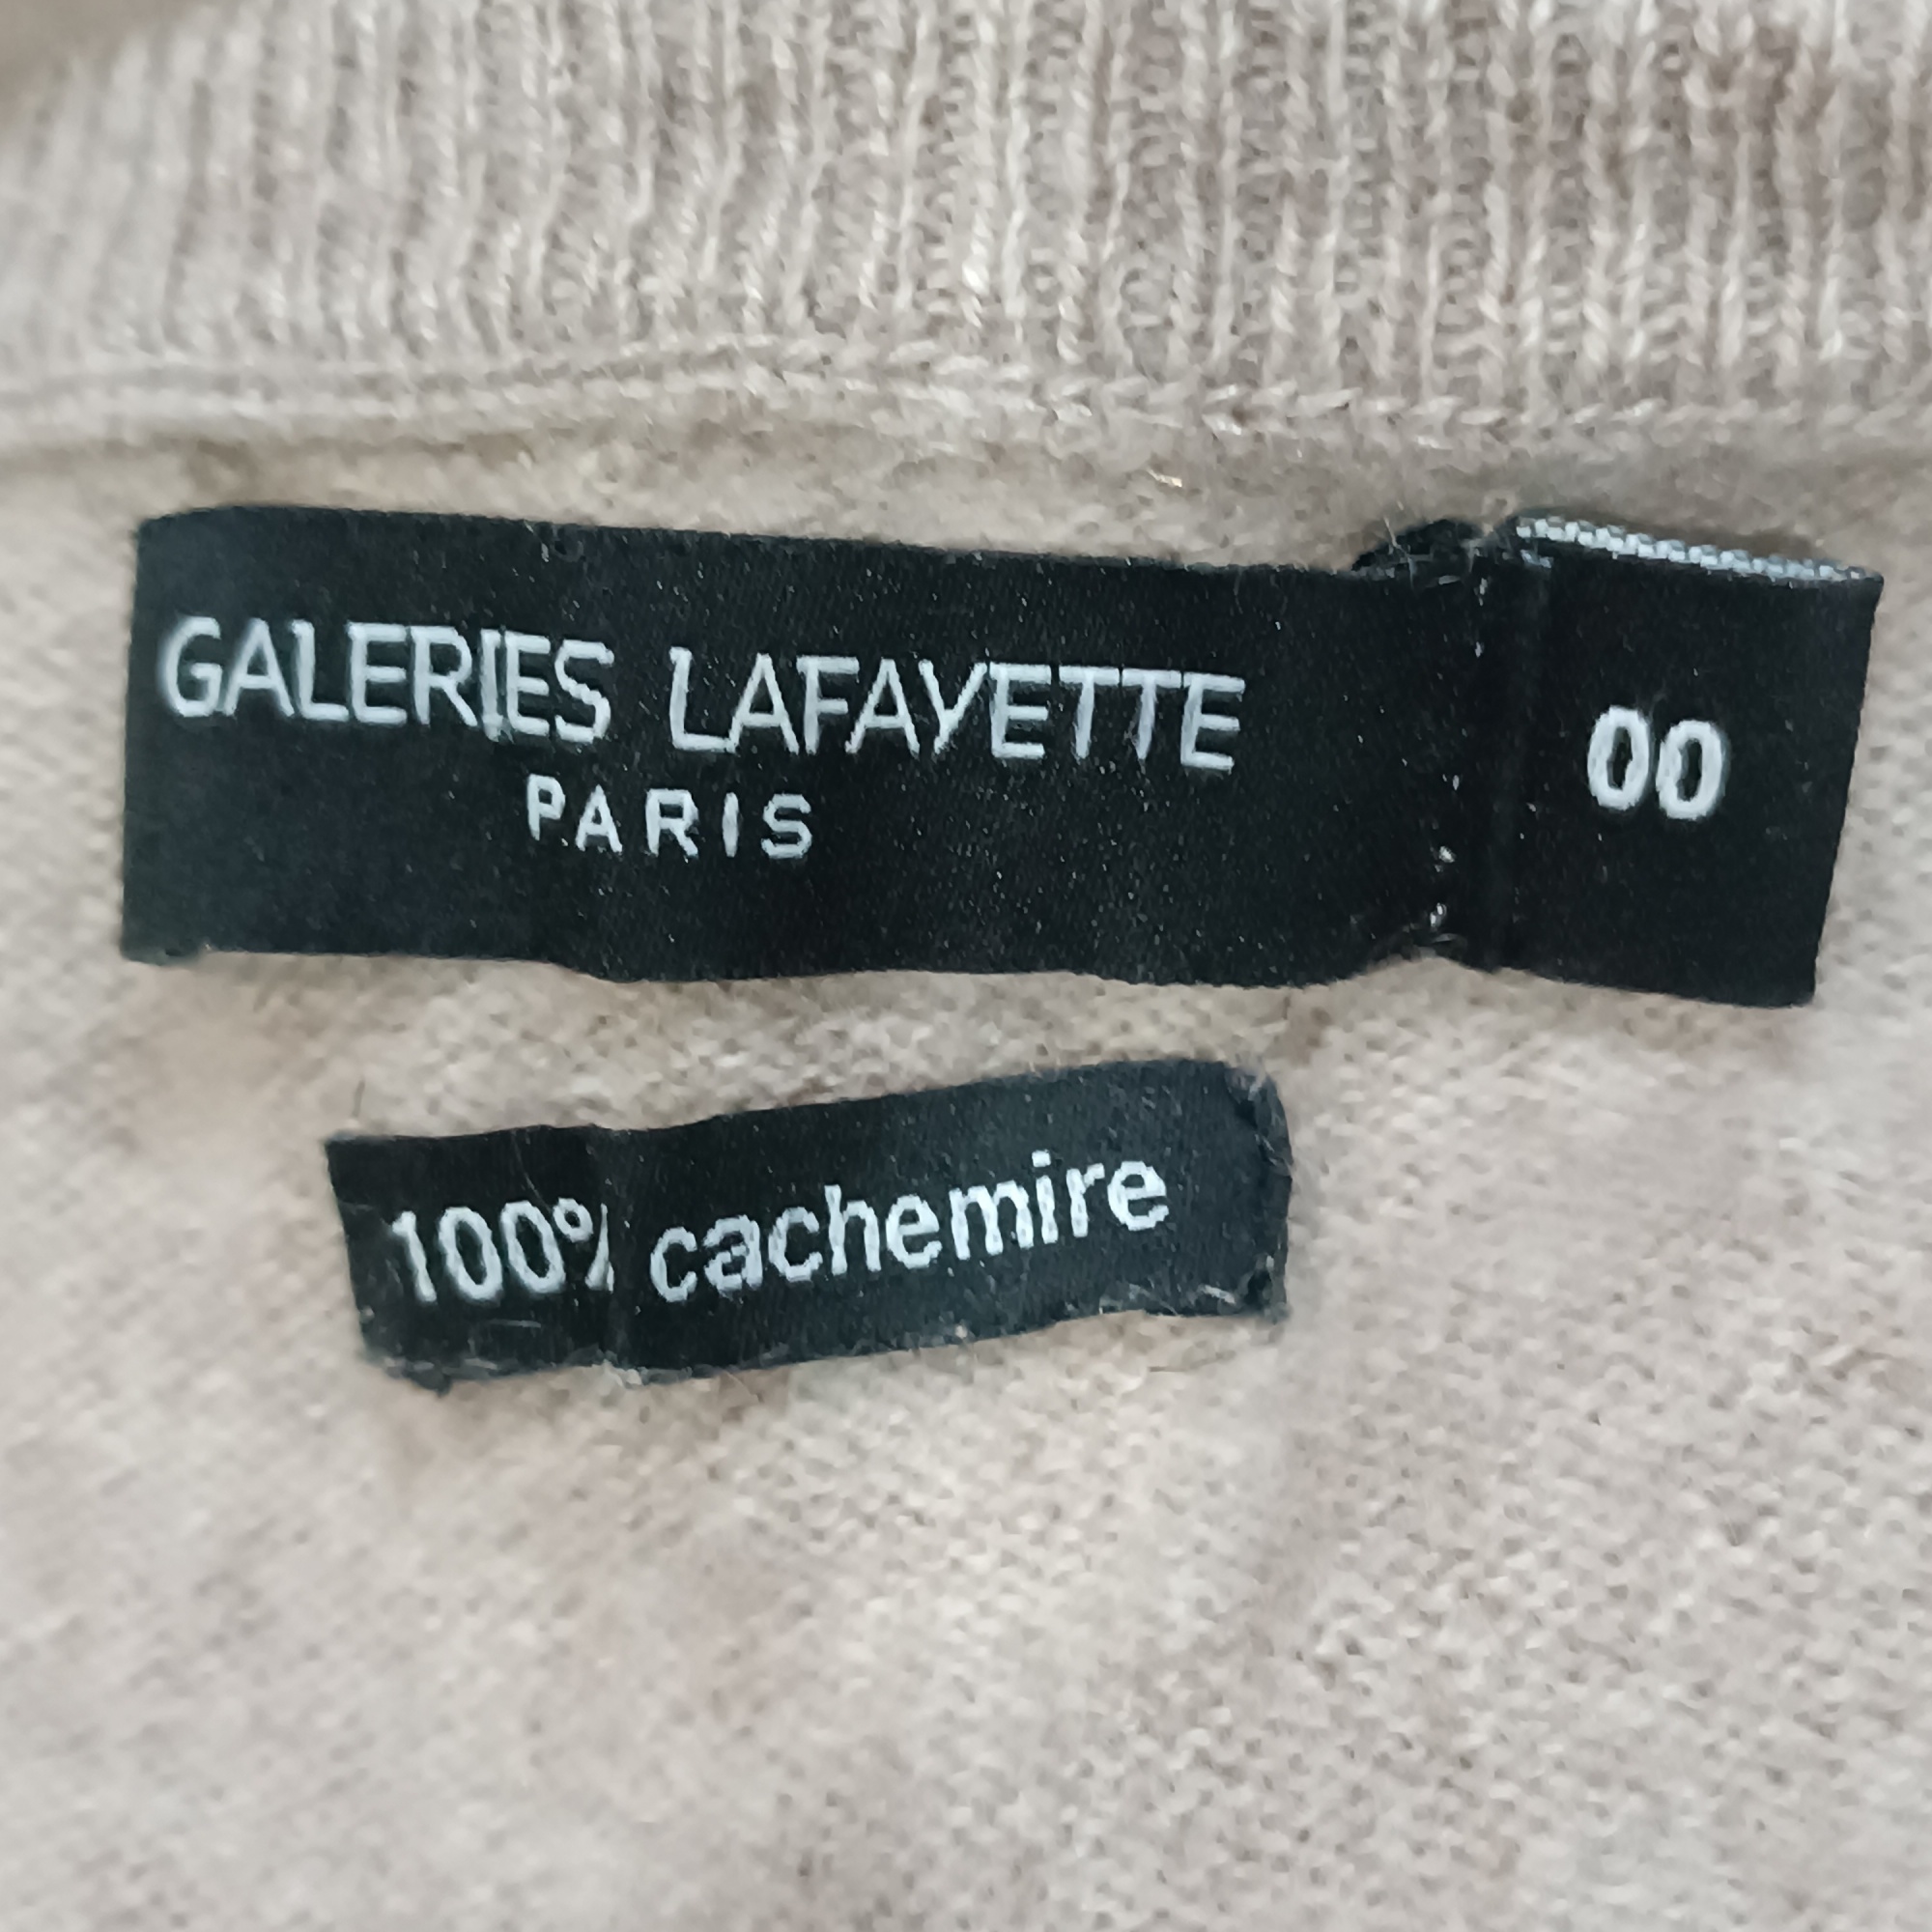 GALERIES LAFAYETTE
PARIS
00
100% cachemire